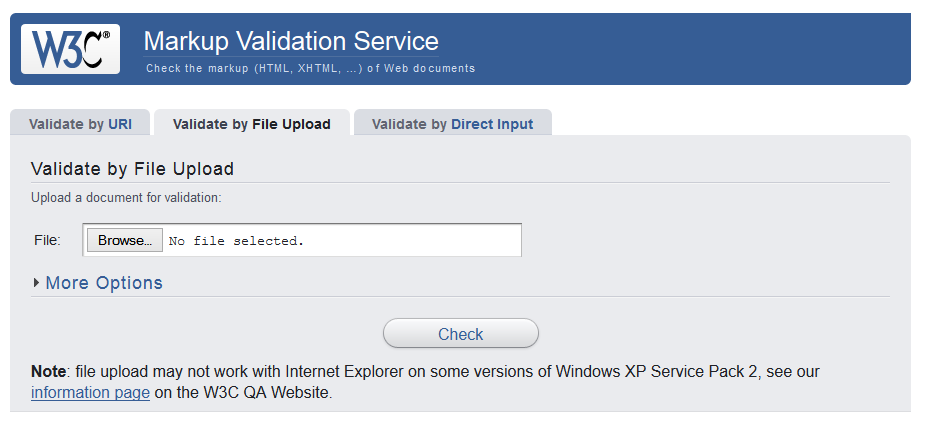 W3C®
Markup Validation Service
Check the markup (HTML, XHTML, …) of Web documents
Validate by URI
Validate by File Upload
Validate by Direct Input
Validate by File Upload
Upload a document for validation:
File: Browse... No file selected.
More Options
Check
Note: file upload may not work with Internet Explorer on some versions of Windows XP Service Pack 2, see our
information page on the W3C QA Website.